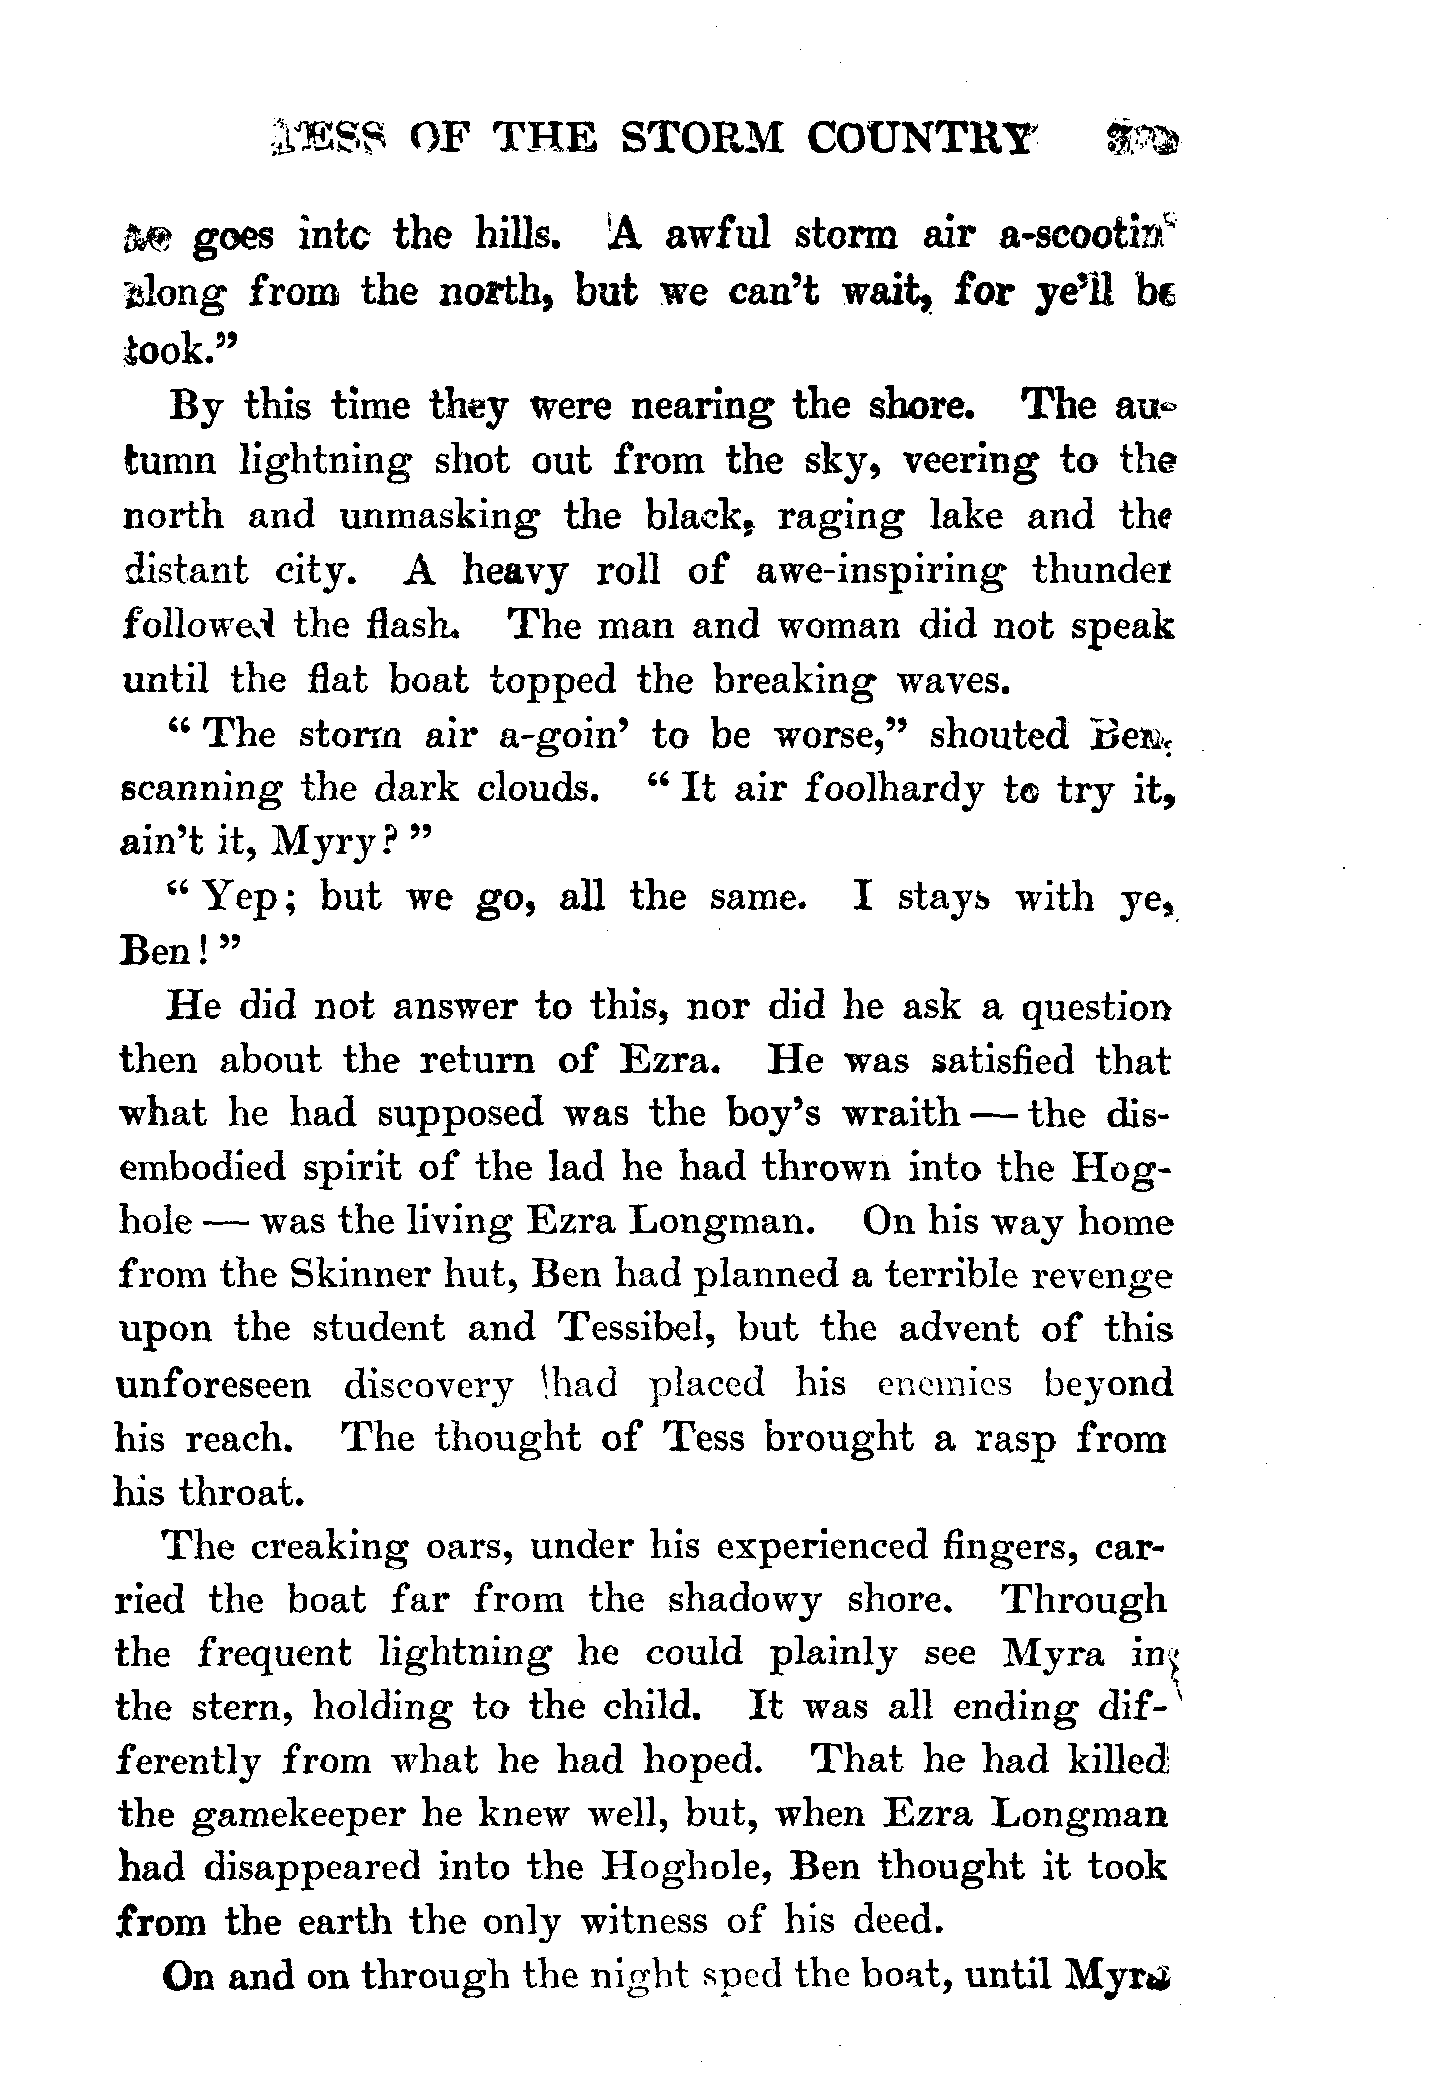 TESS OF THE STORM COUNTRY
we goes into the hills. A awful storm air a-scootin'
along from the north, but we can't wait, for ye'll be
took."
By this time they were nearing the shore. The au-
tumn lightning shot out from the sky, veering to the
north and unmasking the black, raging lake and the
distant city. A heavy roll of awe-inspiring thunder
followed the flash. The man and woman did not speak
until the flat boat topped the breaking waves.
"The storm air a-goin' to be worse," shouted Ben,
scanning the dark clouds. "It air foolhardy to try it,
ain't it, Myry?"
"Yep; but we go, all the same. I stays with ye,
Ben!"
He did not answer to this, nor did he ask a question
then about the return of Ezra. He was satisfied that
what he had supposed was the boy's wraith — the dis-
embodied spirit of the lad he had thrown into the Hog-
hole — was the living Ezra Longman. On his way home
from the Skinner hut, Ben had planned a terrible revenge
upon the student and Tessibel, but the advent of this
unforeseen discovery had placed his enemies beyond
his reach. The thought of Tess brought a rasp from
his throat.
The creaking oars, under his experienced fingers, car-
ried the boat far from the shadowy shore. Through
the frequent lightning he could plainly see Myra in
the stern, holding to the child. It was all ending dif-
ferently from what he had hoped. That he had killed
the gamekeeper he knew well, but, when Ezra Longman
had disappeared into the Hoghole, Ben thought it took
from the earth the only witness of his deed.
On and on through the night sped the boat, until Myra